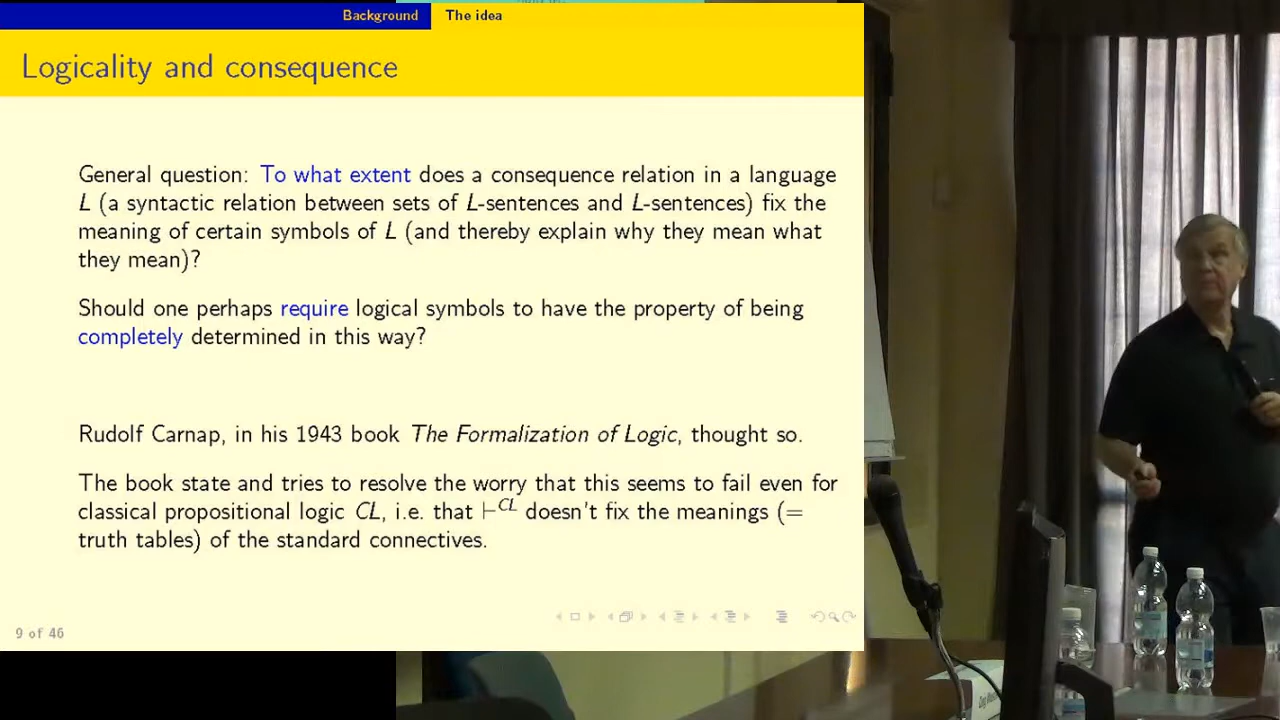 Background The idea
Logicality and consequence
General question: To what extent does a consequence relation in a language
L (a syntactic relation between sets of L-sentences and L-sentences) fix the
meaning of certain symbols of L (and thereby explain why they mean what
they mean)?
Should one perhaps require logical symbols to have the property of being
completely determined in this way?
Rudolf Carnap, in his 1943 book The Formalization of Logic, thought so.
The book state and tries to resolve the worry that this seems to fail even for
classical propositional logic CL, i.e. that ⊢^CL doesn't fix the meanings (=
truth tables) of the standard connectives.
9 of 46